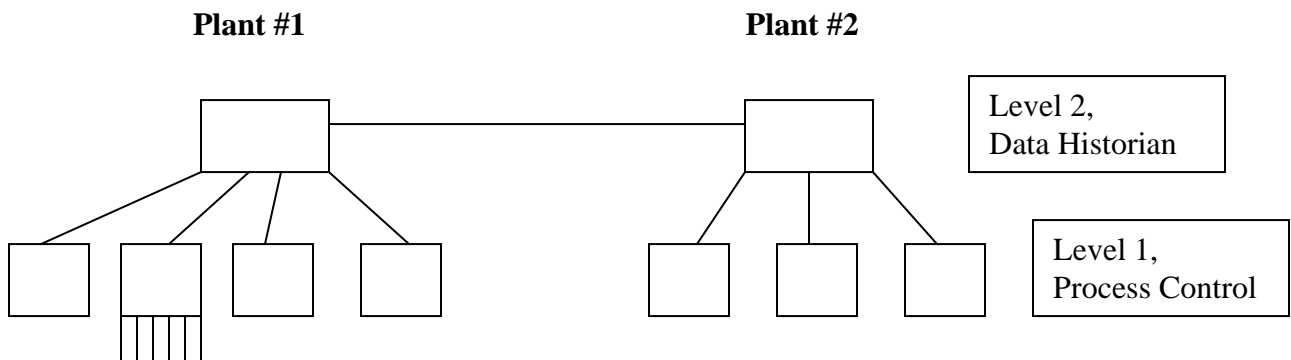 Plant #1
Plant #2
Level 2,
Data Historian
Level 1,
Process Control